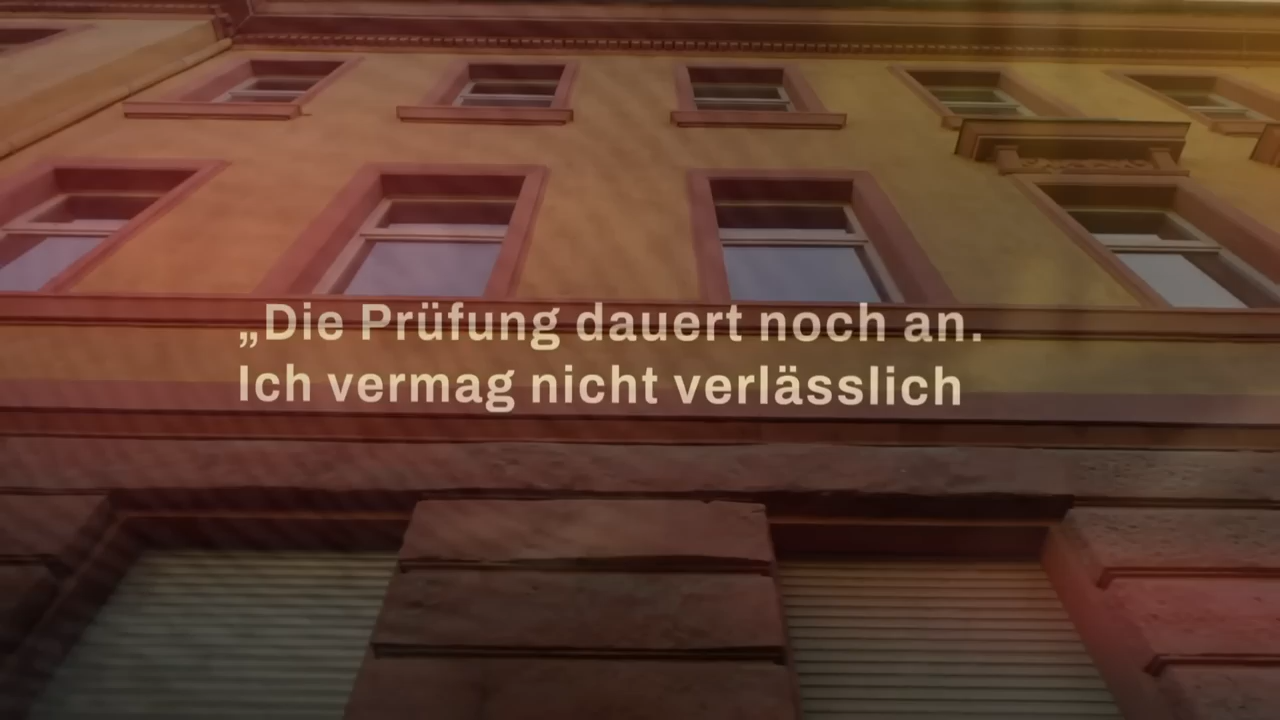 „Die Prüfung dauert noch an.
Ich vermag nicht verlässlich